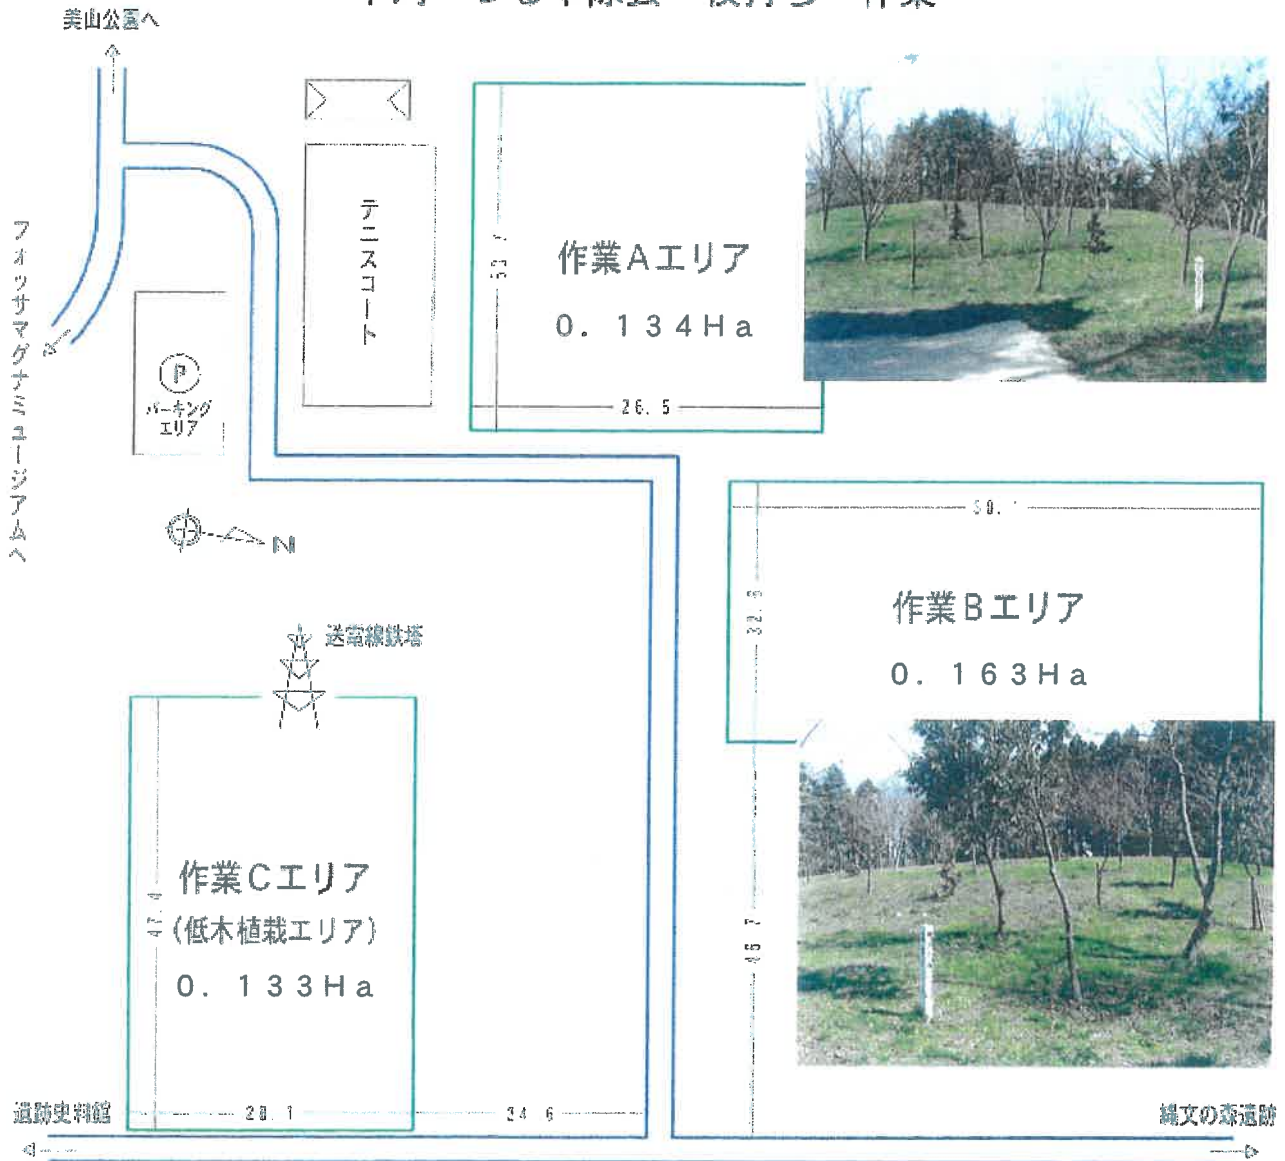 美山公園へ
フォッサマグナミュージアムへ
テニスコート
P
パーキング
エリア
作業Aエリア
0.134Ha
26.5
N
送電線鉄塔
作業Bエリア
0.163Ha
作業Cエリア
(低木植栽エリア)
0.133Ha
47.4
28.1
遺跡史料館
縄文の森遺跡